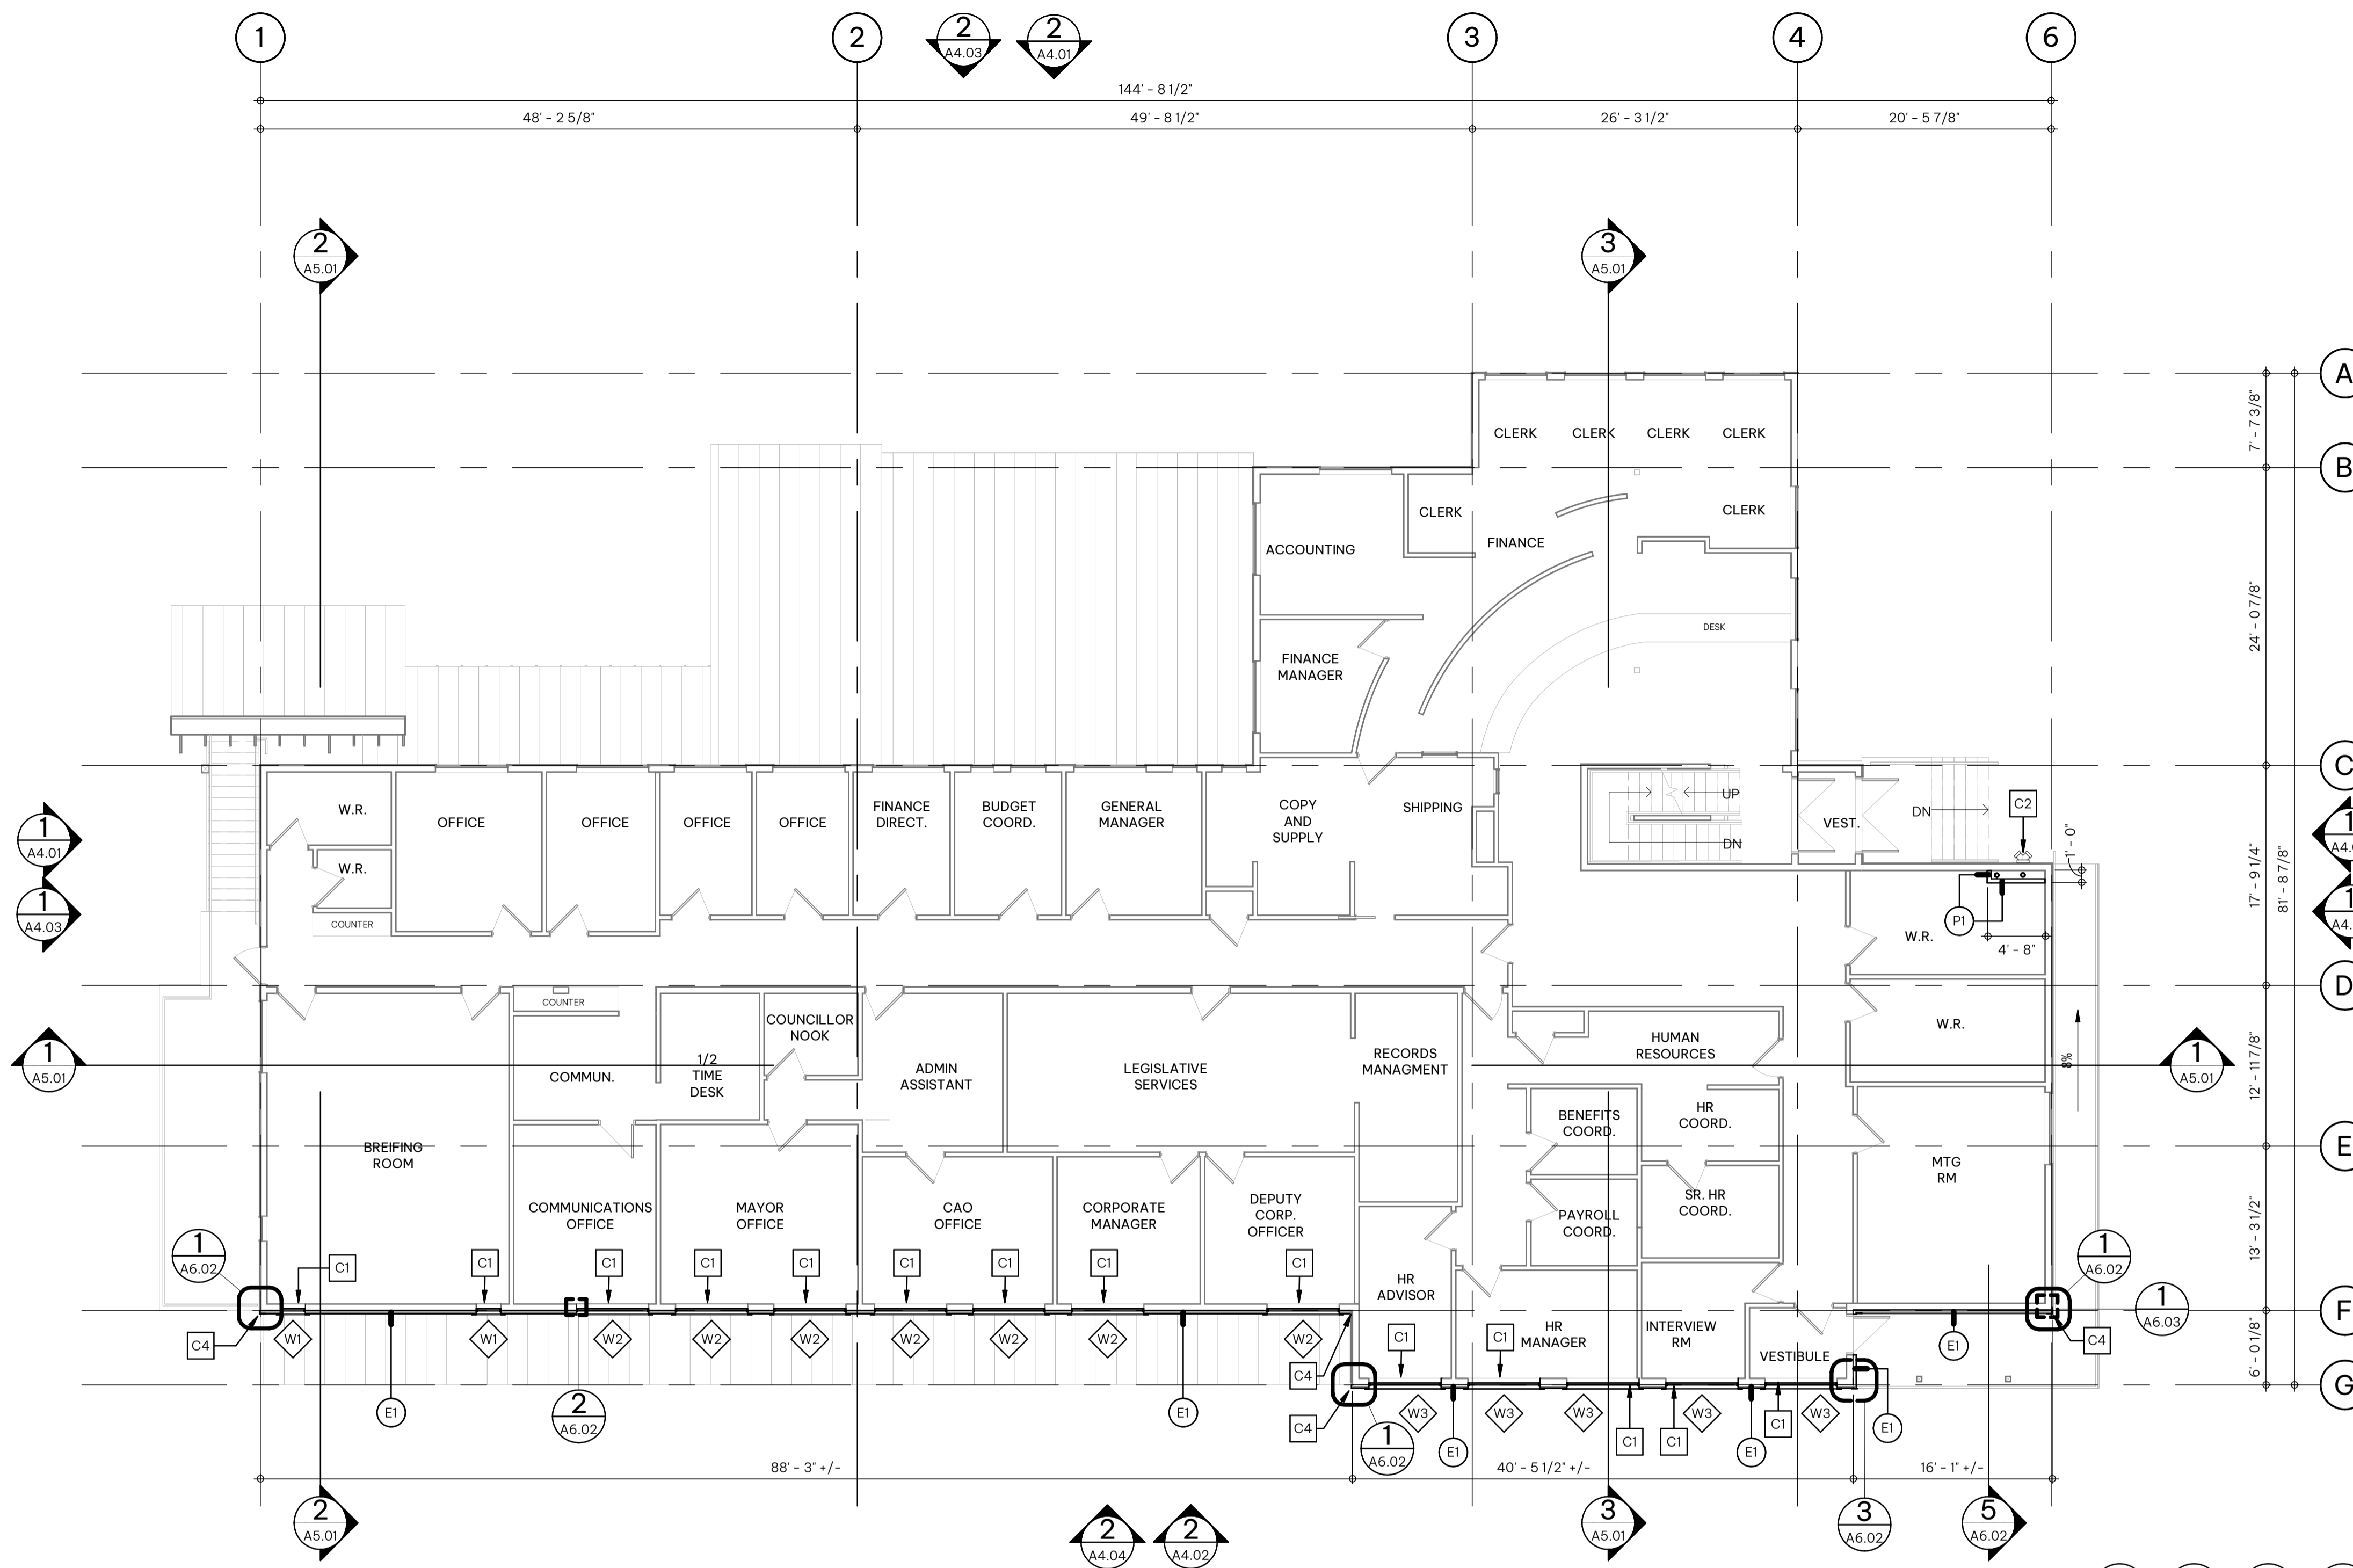 1
2
2
A4.03
2
A4.01
3
4
6
144' - 8 1/2"
48' - 2 5/8"
49' - 8 1/2"
26' - 3 1/2"
20' - 5 7/8"
2
A5.01
3
A5.01
A
7' - 7 3/8"
CLERK
CLERK
CLERK
CLERK
B
CLERK
CLERK
FINANCE
ACCOUNTING
24' - 0 7/8"
DESK
FINANCE
MANAGER
C
W.R.
OFFICE
OFFICE
OFFICE
OFFICE
FINANCE
DIRECT.
BUDGET
COORD.
GENERAL
MANAGER
COPY
AND
SUPPLY
SHIPPING
UP
DN
VEST.
DN
C2
1' - 0"
1
A4.01
1
W.R.
1
A4.03
1
COUNTER
P1
W.R.
4' - 8"
17' - 9 1/4"
81' - 8 7/8"
D
COUNTER
COUNCILLOR
NOOK
W.R.
HUMAN
RESOURCES
1
A5.01
COMMUN.
1/2
TIME
DESK
ADMIN
ASSISTANT
LEGISLATIVE
SERVICES
RECORDS
MANAGMENT
8%
1
A5.01
12' - 11 7/8"
BENEFITS
COORD.
HR
COORD.
E
BREIFING
ROOM
MTG
RM
COMMUNICATIONS
OFFICE
MAYOR
OFFICE
CAO
OFFICE
CORPORATE
MANAGER
DEPUTY
CORP.
OFFICER
PAYROLL
COORD.
SR. HR
COORD.
13' - 3 1/2"
1
A6.02
C1
C1
C1
C1
C1
C1
C1
C1
C1
1
A6.02
HR
ADVISOR
1
A6.03
F
C4
W1
W1
W2
W2
W2
W2
W2
W2
W2
C1
C1
HR
MANAGER
INTERVIEW
RM
VESTIBULE
E1
C4
6' - 0 1/8"
C4
G
E1
2
A6.02
E1
C4
1
A6.02
W3
W3
W3
W3
W3
E1
C1
C1
E1
C1
E1
88' - 3" +/-
40' - 5 1/2" +/-
16' - 1" +/-
2
A5.01
2
A4.04
2
A4.02
3
A5.01
3
A6.02
5
A6.02